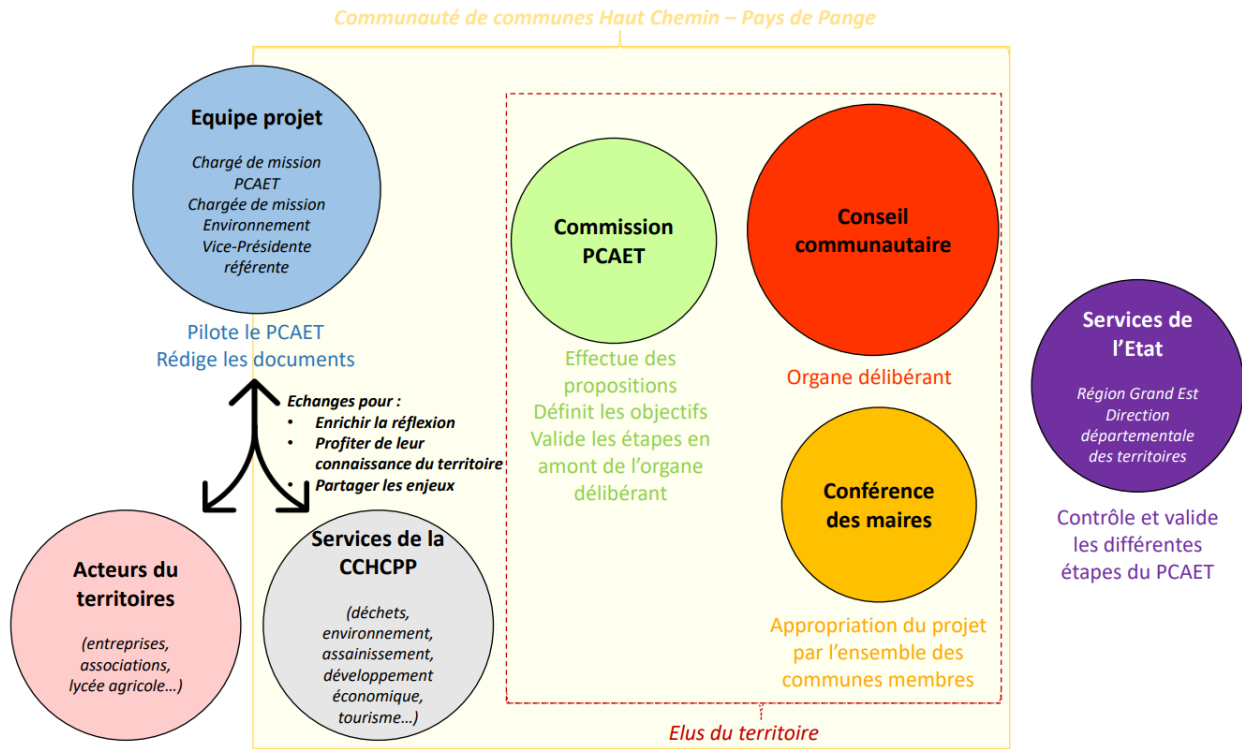 Communauté de communes Haut Chemin – Pays de Pange
Equipe projet
Chargé de mission
PCAET
Chargée de mission
Environnement
Vice-Présidente
référente
Pilote le PCAET
Rédige les documents
Echanges pour :
• Enrichir la réflexion
• Profiter de leur
connaissance du territoire
• Partager les enjeux
Acteurs du
territoires
(entreprises,
associations,
lycée agricole…)
Services de la
CCHCPP
(déchets,
environnement,
assainissement,
développement
économique,
tourisme…)
Commission
PCAET
Effectue des
propositions
Définit les objectifs
Valide les étapes en
amont de l’organe
délibérant
Conseil
communautaire
Organe délibérant
Conférence
des maires
Appropriation du projet
par l’ensemble des
communes membres
Elus du territoire
Services de
l’Etat
Région Grand Est
Direction
départementale
des territoires
Contrôle et valide
les différentes
étapes du PCAET